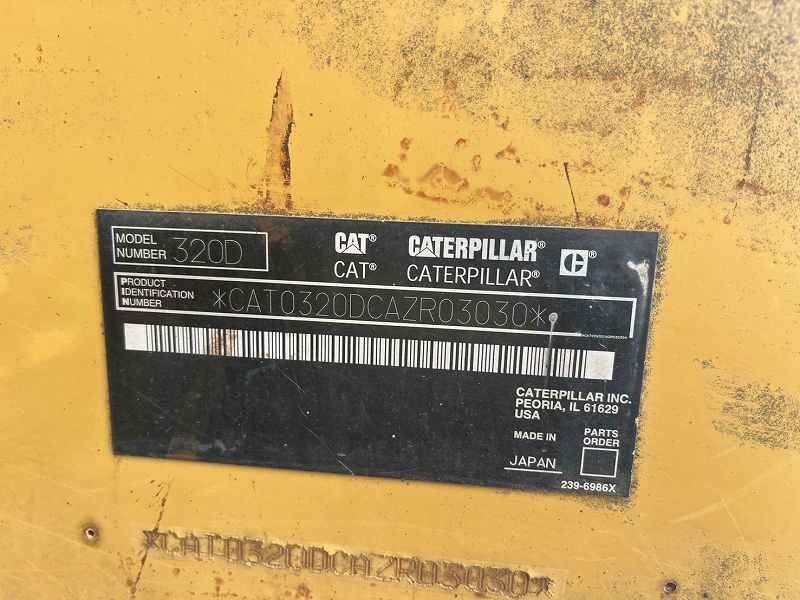 MODEL NUMBER 320D
CAT® CATERPILLAR® C®
CAT® CATERPILLAR®
PRODUCT IDENTIFICATION NUMBER *CAT0320DCAZR03030*
CATERPILLAR INC.
PEORIA, IL 61629
USA
MADE IN
JAPAN
PARTS ORDER
239-6986X
*CAT0320DCAZR03030*